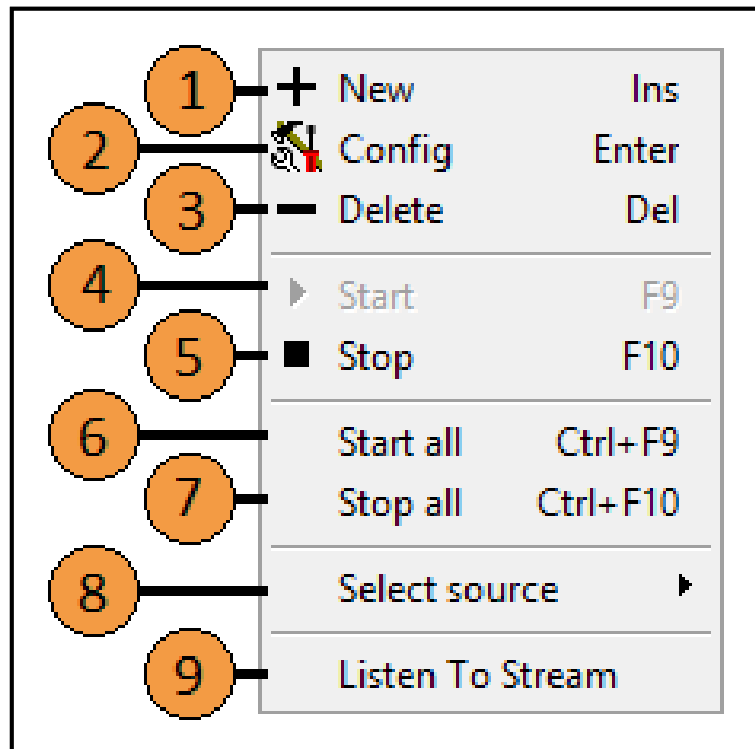 1 New Ins
2 Config Enter
3 Delete Del
4 Start F9
5 Stop F10
6 Start all Ctrl+F9
7 Stop all Ctrl+F10
8 Select source
9 Listen To Stream